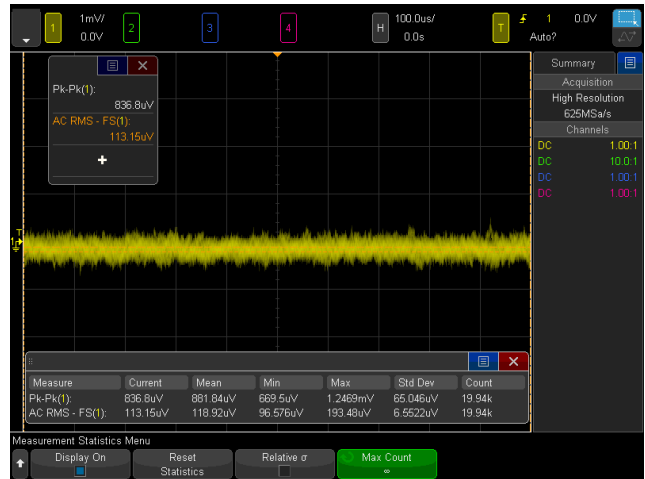 1 1mV/ 2 3 4 H 100.0us/ T 1 0.0V
0.0V 0.0s Auto?
Summary
Acquisition
High Resolution
625MSa/s
Channels
DC 1.00:1
DC 10.0:1
DC 1.00:1
DC 1.00:1
Pk-Pk(1):
836.8uV
AC RMS - FS(1):
113.15uV
T
1
Measure Current Mean Min Max Std Dev Count
Pk-Pk(1): 836.8uV 881.84uV 669.5uV 1.2469mV 65.046uV 19.94k
AC RMS - FS(1): 113.15uV 118.92uV 96.576uV 193.48uV 6.5522uV 19.94k
Measurement Statistics Menu
Display On Reset Statistics Relative σ Max Count
∞